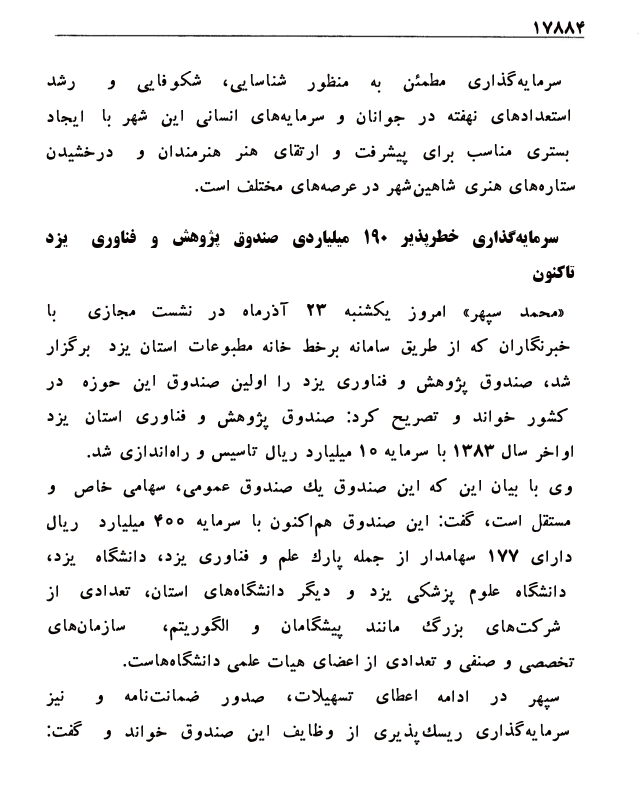 ۱۷۸۸۴
سرمایه‌گذاری مطمئن به منظور شناسایی، شکوفایی و رشد
استعدادهای نهفته در جوانان و سرمایه‌های انسانی این شهر با ایجاد
بستری مناسب برای پیشرفت و ارتقای هنر هنرمندان و درخشیدن
ستاره‌های هنری شاهین‌شهر در عرصه‌های مختلف است.
سرمایه‌گذاری خطرپذیر ۱۹۰ میلیاردی صندوق پژوهش و فناوری یزد
تاکنون
«محمد سپهر» امروز یکشنبه ۲۳ آذرماه در نشست مجازی با
خبرنگاران که از طریق سامانه برخط خانه مطبوعات استان یزد برگزار
شد، صندوق پژوهش و فناوری یزد را اولین صندوق این حوزه در
کشور خواند و تصریح کرد: صندوق پژوهش و فناوری استان یزد
اواخر سال ۱۳۸۳ با سرمایه ۱۰ میلیارد ریال تاسیس و راه‌اندازی شد.
وی با بیان این که این صندوق یك صندوق عمومی، سهامی خاص و
مستقل است، گفت: این صندوق هم‌اکنون با سرمایه ۴۰۰ میلیارد ریال
دارای ۱۷۷ سهامدار از جمله پارك علم و فناوری یزد، دانشگاه یزد،
دانشگاه علوم پزشکی یزد و دیگر دانشگاه‌های استان، تعدادی از
شرکت‌های بزرگ مانند پیشگامان و الگوریتم، سازمان‌های
تخصصی و صنفی و تعدادی از اعضای هیات علمی دانشگاه‌هاست.
سپهر در ادامه اعطای تسهیلات، صدور ضمانت‌نامه و نیز
سرمایه‌گذاری ریسك‌پذیری از وظایف این صندوق خواند و گفت: